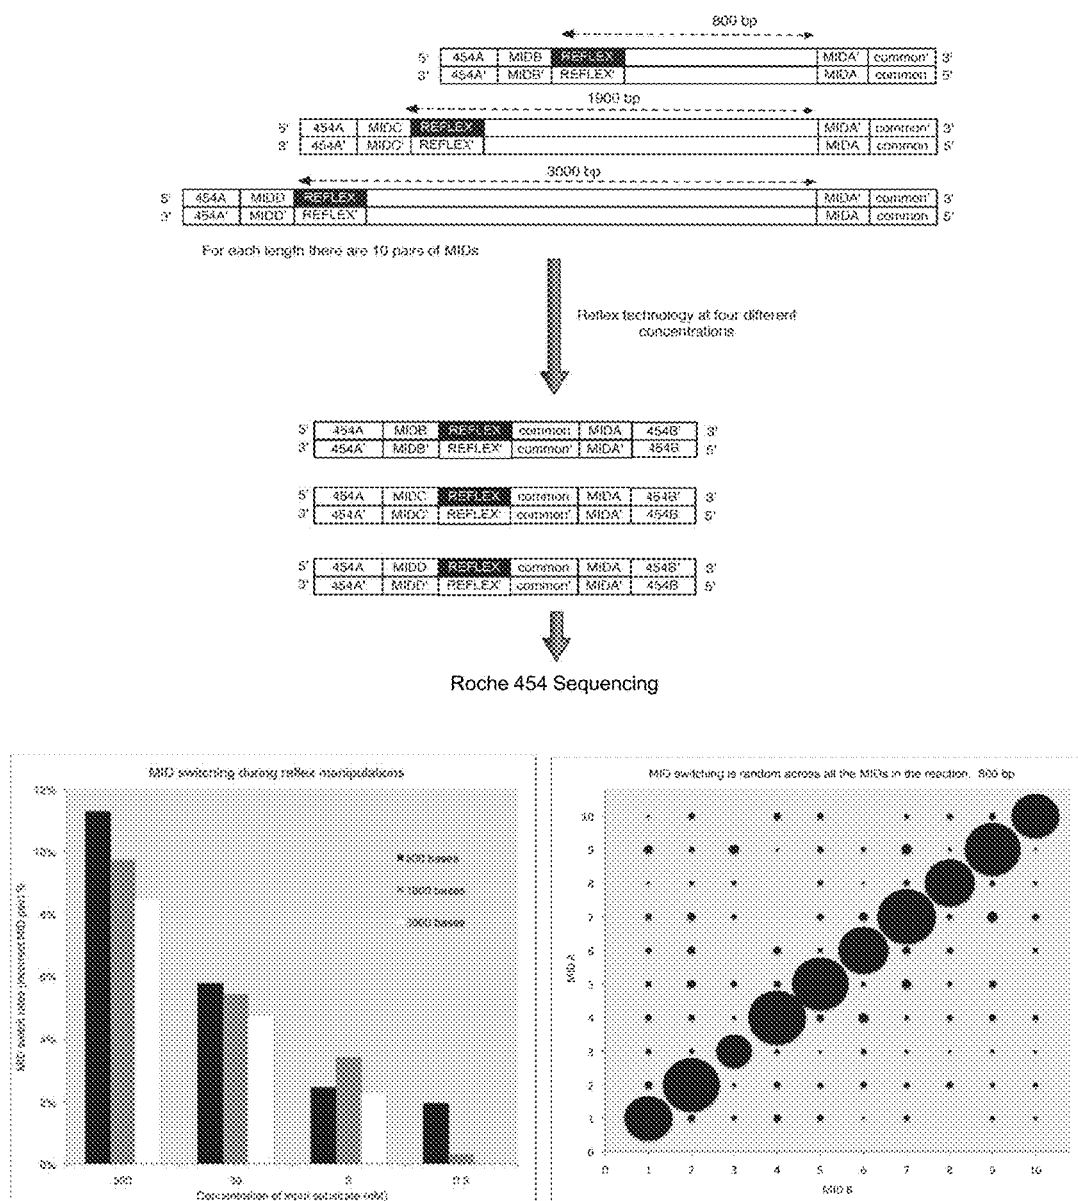 800 bp
5' 454A MIDB REFLEX MIDA' common' 3'
3' 454A' MIDB' REFLEX' MIDA common 5'
1900 bp
5' 454A MIDC REFLEX MIDA' common' 3'
3' 454A' MIDC' REFLEX' MIDA common 5'
3000 bp
5' 454A MIDD REFLEX MIDA' common' 3'
3' 454A' MIDD' REFLEX' MIDA common 5'
For each length there are 10 pairs of MIDs
Reflex technology at four different
concentrations
5' 454A MIDB REFLEX common MIDA 454B' 3'
3' 454A' MIDB' REFLEX' common' MIDA' 454B 5'
5' 454A MIDC REFLEX common MIDA 454B' 3'
3' 454A' MIDC' REFLEX' common' MIDA' 454B 5'
5' 454A MIDD REFLEX common MIDA 454B' 3'
3' 454A' MIDD' REFLEX' common' MIDA' 454B 5'
Roche 454 Sequencing
MID switching during reflex manipulations
12%
10%
8%
6%
4%
2%
0%
MID switch rates (incorrect MID pair) %
bases
bases
bases
Concentration of input substrate (nM)
MID switching is random across all the MIDs in the reaction. 800 bp
10
9
8
7
6
5
4
3
2
1
0
MID A
0 1 2 3 4 5 6 7 8 9 10
MID B